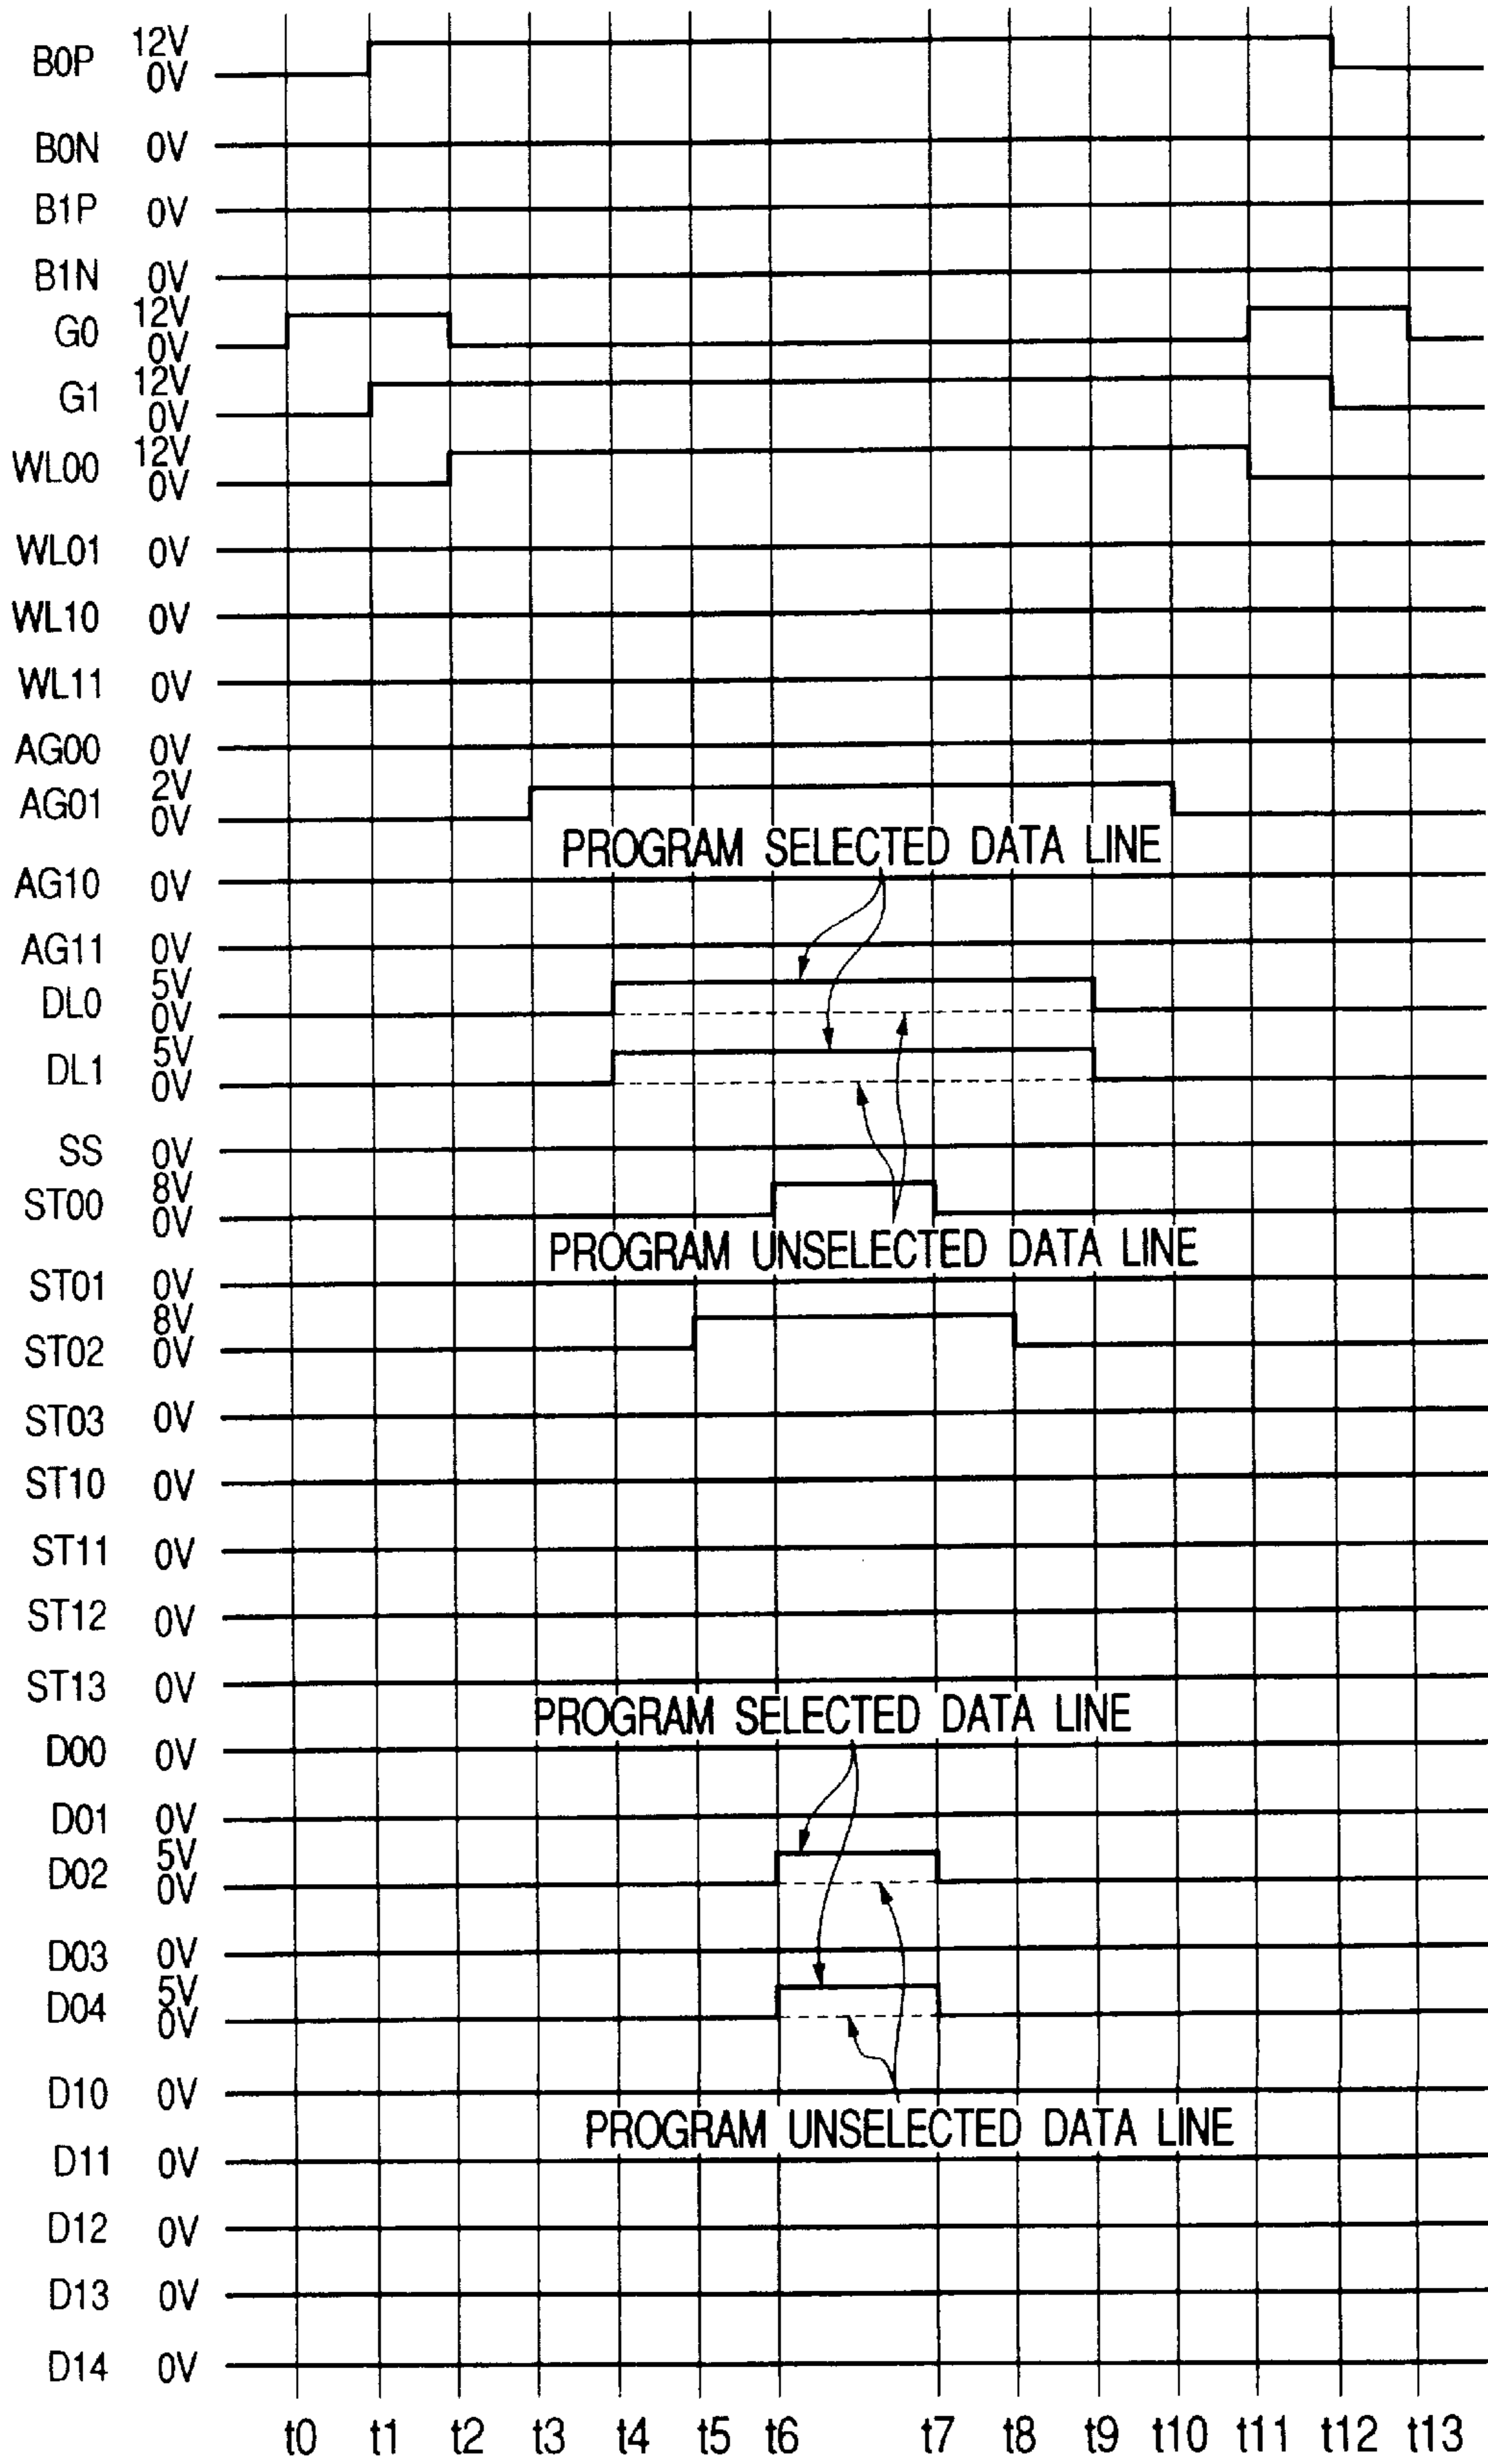 B0P 12V
0V
B0N 0V
B1P 0V
B1N 0V
G0 12V
0V
G1 12V
0V
WL00 12V
0V
WL01 0V
WL10 0V
WL11 0V
AG00 0V
AG01 2V
0V
PROGRAM SELECTED DATA LINE
AG10 0V
AG11 0V
DL0 5V
0V
DL1 5V
0V
SS 0V
ST00 8V
0V
PROGRAM UNSELECTED DATA LINE
ST01 0V
ST02 8V
0V
ST03 0V
ST10 0V
ST11 0V
ST12 0V
ST13 0V
PROGRAM SELECTED DATA LINE
D00 0V
D01 0V
D02 5V
0V
D03 0V
D04 5V
0V
D10 0V
PROGRAM UNSELECTED DATA LINE
D11 0V
D12 0V
D13 0V
D14 0V
t0 t1 t2 t3 t4 t5 t6 t7 t8 t9 t10 t11 t12 t13